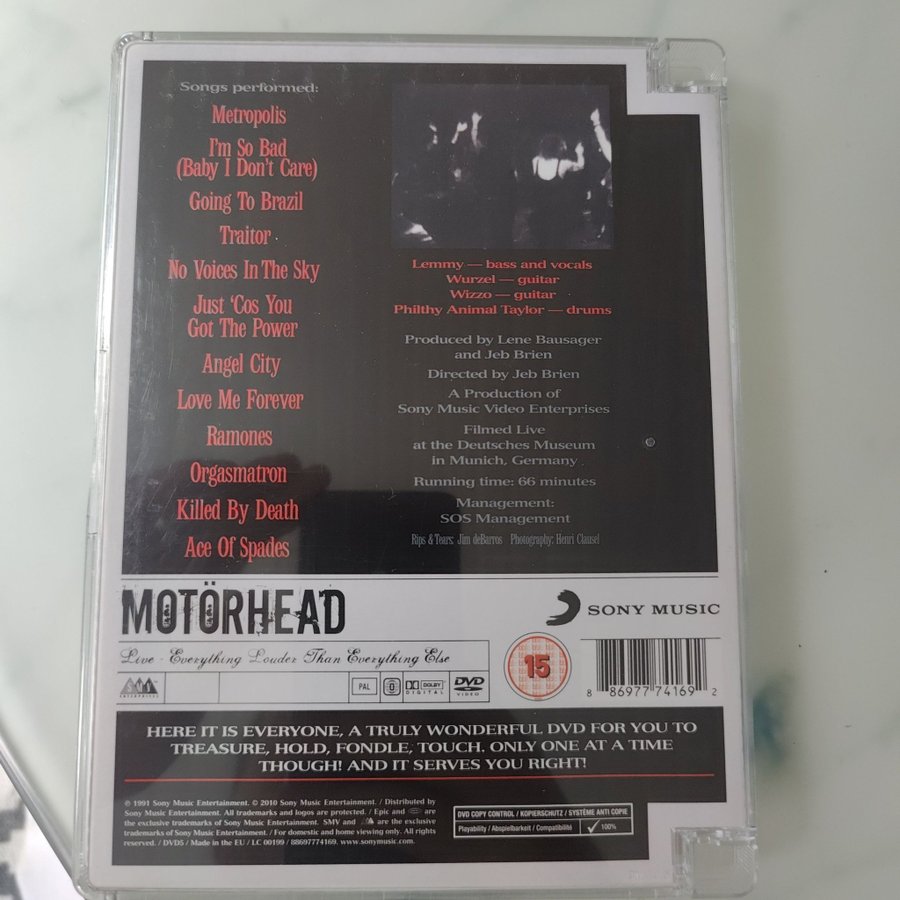 Songs performed:
Metropolis
I'm So Bad
(Baby I Don't Care)
Going To Brazil
Traitor
No Voices In The Sky
Just 'Cos You
Got The Power
Angel City
Love Me Forever
Ramones
Orgasmatron
Killed By Death
Ace Of Spades
Lemmy — bass and vocals
Wurzel — guitar
Wizzo — guitar
Philthy Animal Taylor — drums
Produced by Lene Bausager
and Jeb Brien
Directed by Jeb Brien
A Production of
Sony Music Video Enterprises
Filmed Live
at the Deutsches Museum
in Munich, Germany
Running time: 66 minutes
Management:
SOS Management
Rips & Tears: Jim deBarros Photography: Henri Clausel
MOTÖRHEAD
SONY MUSIC
Live - Everything Louder Than Everything Else
15
PAL
0
DOLBY
DIGITAL
DVD
VIDEO
8 86977 74169 2
HERE IT IS EVERYONE, A TRULY WONDERFUL DVD FOR YOU TO
TREASURE, HOLD, FONDLE, TOUCH. ONLY ONE AT A TIME
THOUGH! AND IT SERVES YOU RIGHT!
℗ 1991 Sony Music Entertainment. © 2010 Sony Music Entertainment. / Distributed by
Sony Music Entertainment. All trademarks and logos are protected. / Epic and are
the exclusive trademarks of Sony Music Entertainment. SMV and are the exclusive
trademarks of Sony Music Entertainment. / For domestic and home viewing only. All rights
reserved. / DVD5 / Made in the EU / LC 00199 / 88697774169. www.sonymusic.com.
DVD COPY CONTROL / KOPIERSCHUTZ / SYSTÈME ANTI COPIE
Playability / Abspielbarkeit / Compatibilité ✓ 100%